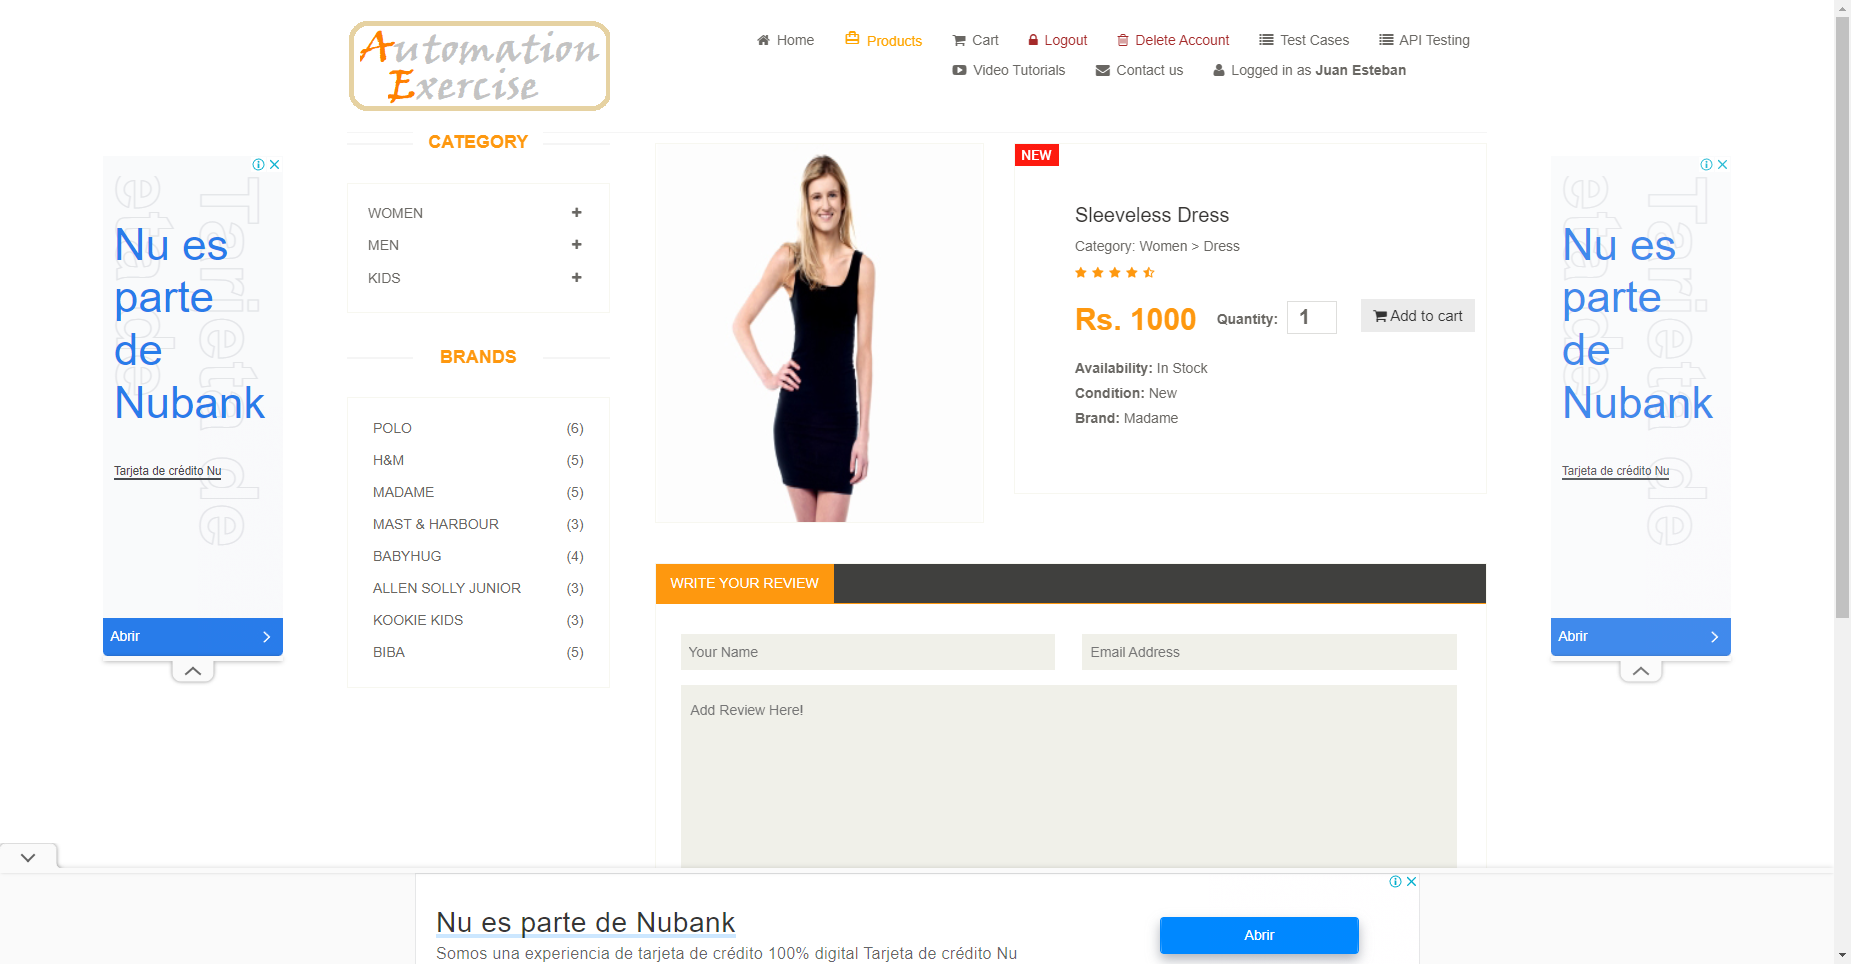 Automation
Exercise
Home
Products
Cart
Logout
Delete Account
Test Cases
API Testing
Video Tutorials
Contact us
Logged in as Juan Esteban
CATEGORY
WOMEN
MEN
KIDS
BRANDS
POLO (6)
H&M (5)
MADAME (5)
MAST & HARBOUR (3)
BABYHUG (4)
ALLEN SOLLY JUNIOR (3)
KOOKIE KIDS (3)
BIBA (5)
NEW
Sleeveless Dress
Category: Women > Dress
Rs. 1000 Quantity: 1 Add to cart
Availability: In Stock
Condition: New
Brand: Madame
WRITE YOUR REVIEW
Your Name
Email Address
Add Review Here!
Tarjeta de
Nu es
parte
de
Nubank
Tarjeta de crédito Nu
Abrir
Tarjeta de
Nu es
parte
de
Nubank
Tarjeta de crédito Nu
Abrir
Nu es parte de Nubank
Somos una experiencia de tarjeta de crédito 100% digital Tarjeta de crédito Nu
Abrir